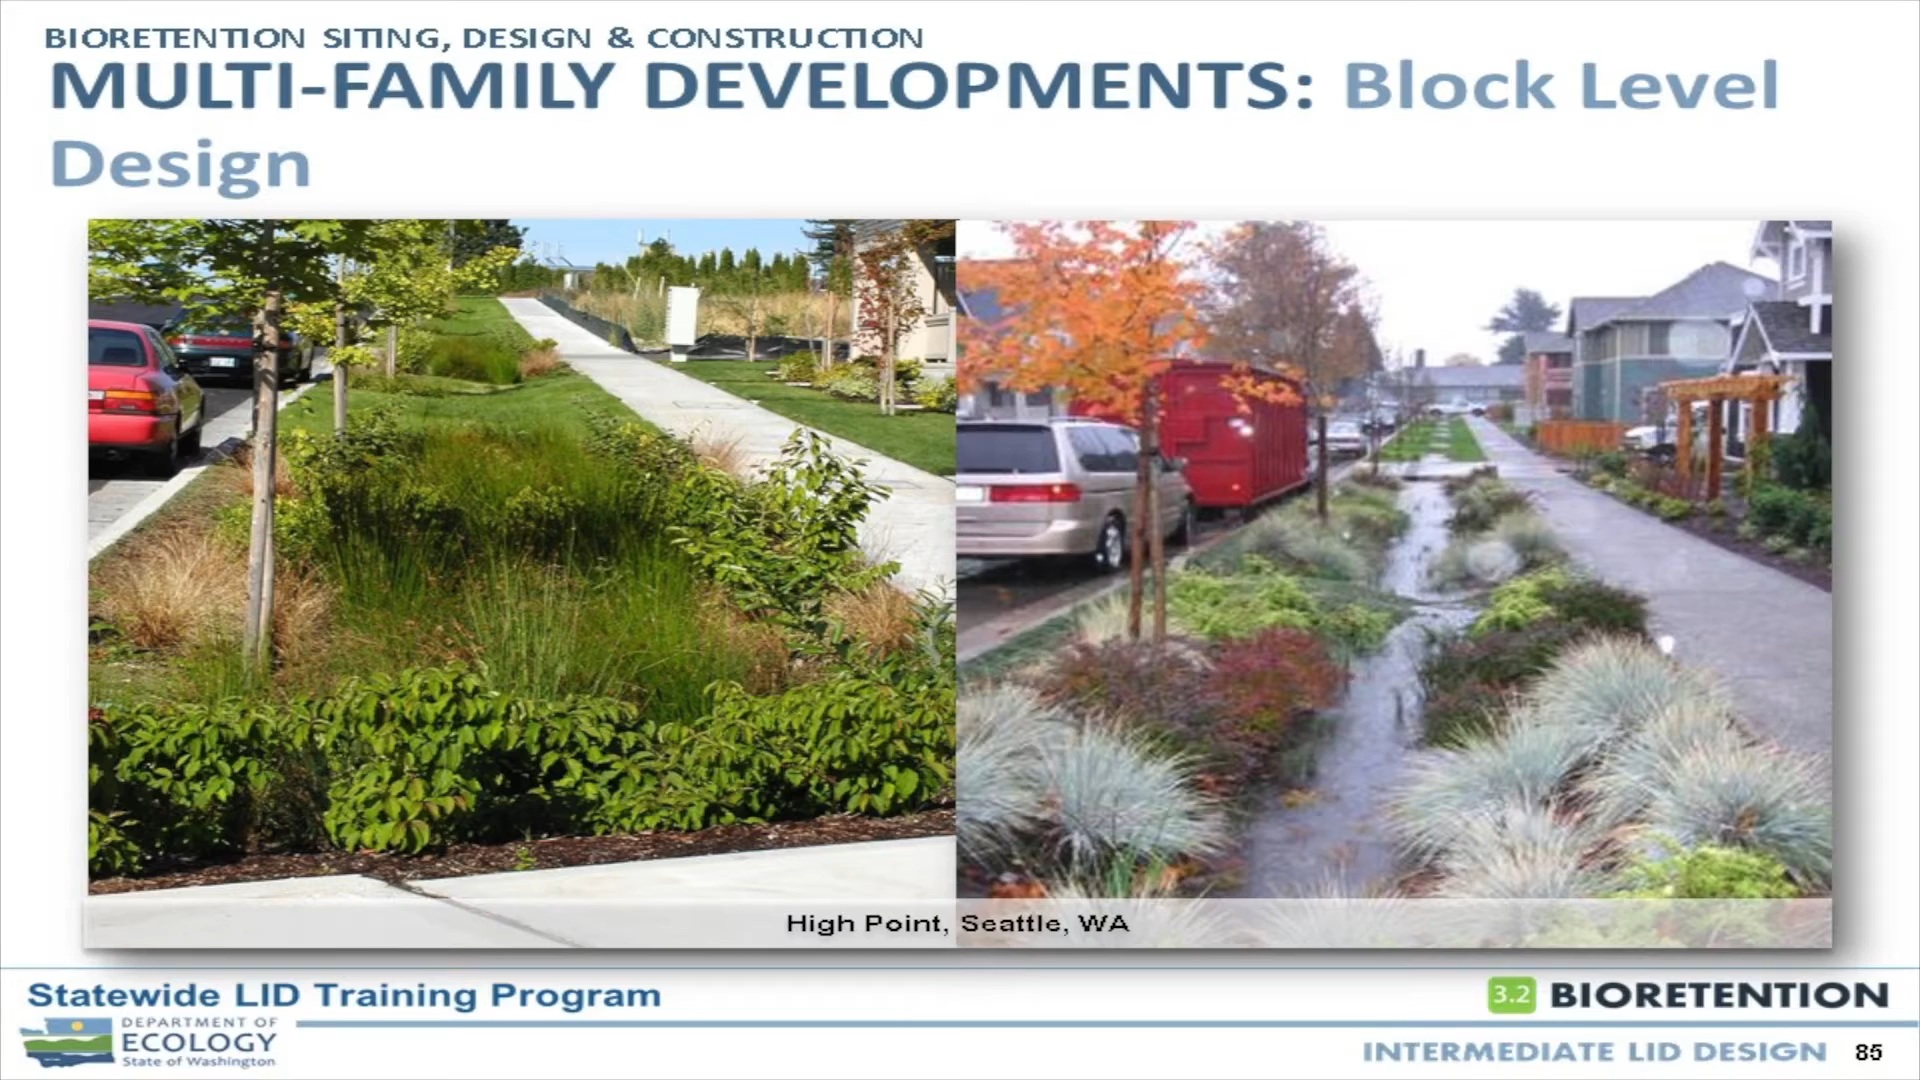 BIORETENTION SITING, DESIGN & CONSTRUCTION
MULTI-FAMILY DEVELOPMENTS: Block Level
Design
High Point, Seattle, WA
Statewide LID Training Program
3.2 BIORETENTION
DEPARTMENT OF
ECOLOGY
State of Washington
INTERMEDIATE LID DESIGN 85